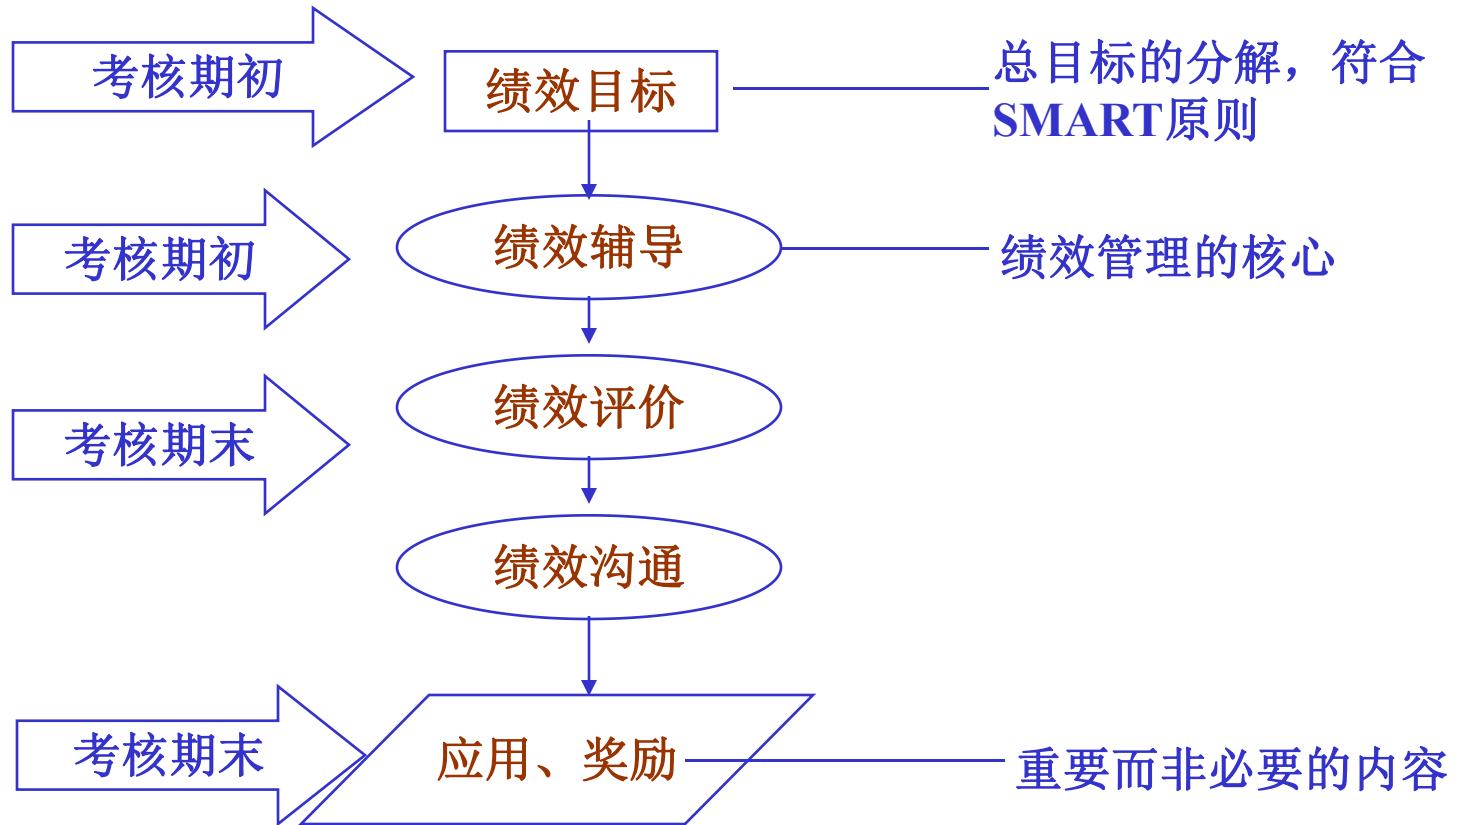 考核期初
绩效目标
总目标的分解，符合
SMART原则
考核期初
绩效辅导
绩效管理的核心
考核期末
绩效评价
绩效沟通
考核期末
应用、奖励
重要而非必要的内容